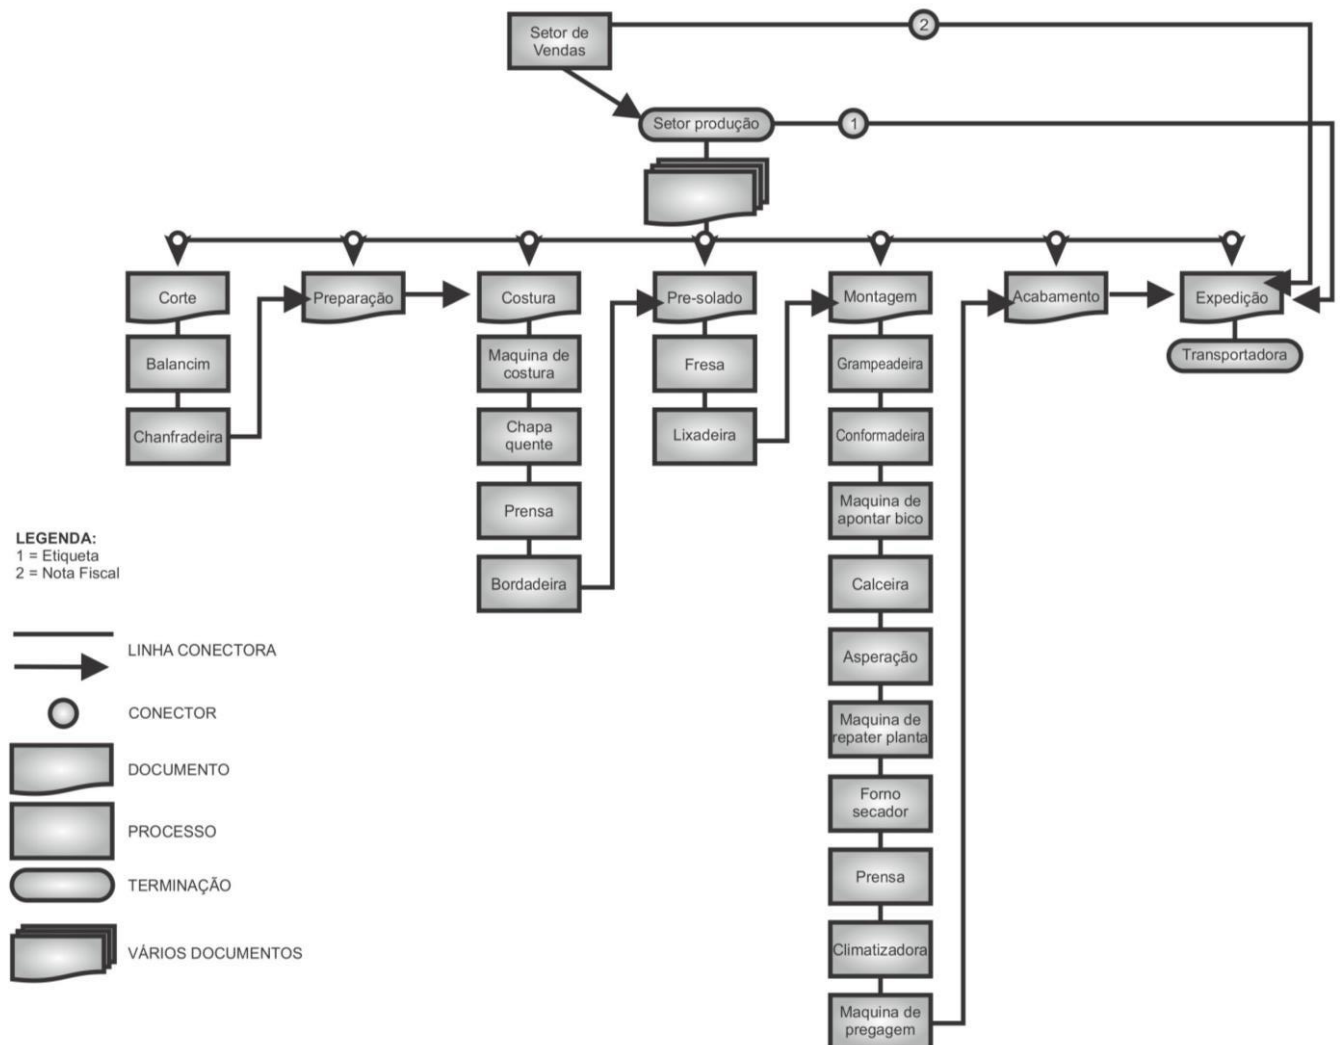 Setor de
Vendas
2
Setor produção
1
Corte
Preparação
Costura
Pre-solado
Montagem
Acabamento
Expedição
Balancim
Maquina de
costura
Fresa
Grampeadeira
Transportadora
Chanfradeira
Chapa
quente
Lixadeira
Conformadeira
Prensa
Maquina de
apontar bico
Bordadeira
Calceira
Asperação
Maquina de
repater planta
Forno
secador
Prensa
Climatizadora
Maquina de
pregagem
LEGENDA:
1 = Etiqueta
2 = Nota Fiscal
LINHA CONECTORA
CONECTOR
DOCUMENTO
PROCESSO
TERMINAÇÃO
VÁRIOS DOCUMENTOS